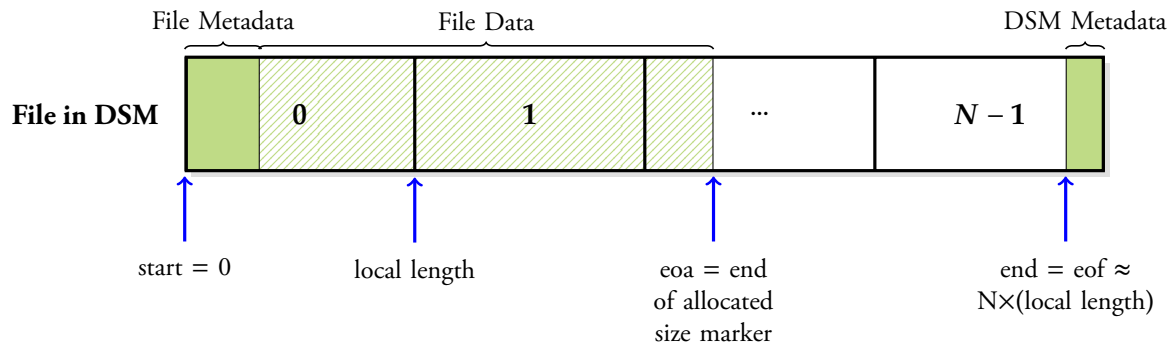 File Metadata
File Data
DSM Metadata
File in DSM
0
1
...
N – 1
start = 0
local length
eoa = end
of allocated
size marker
end = eof ≈
N×(local length)